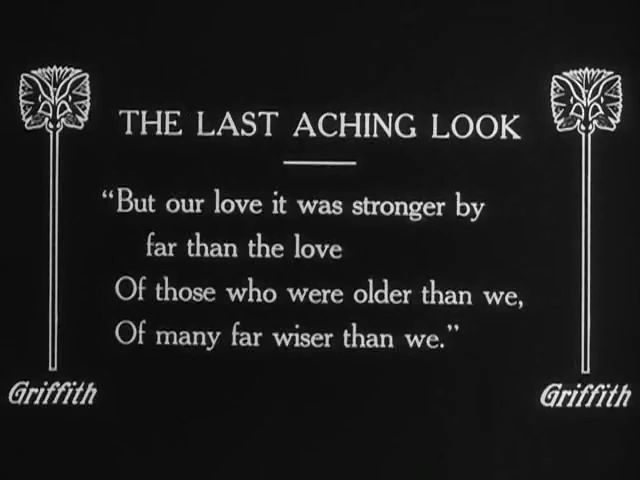 THE LAST ACHING LOOK
“But our love it was stronger by
far than the love
Of those who were older than we,
Of many far wiser than we.”
Griffith
Griffith